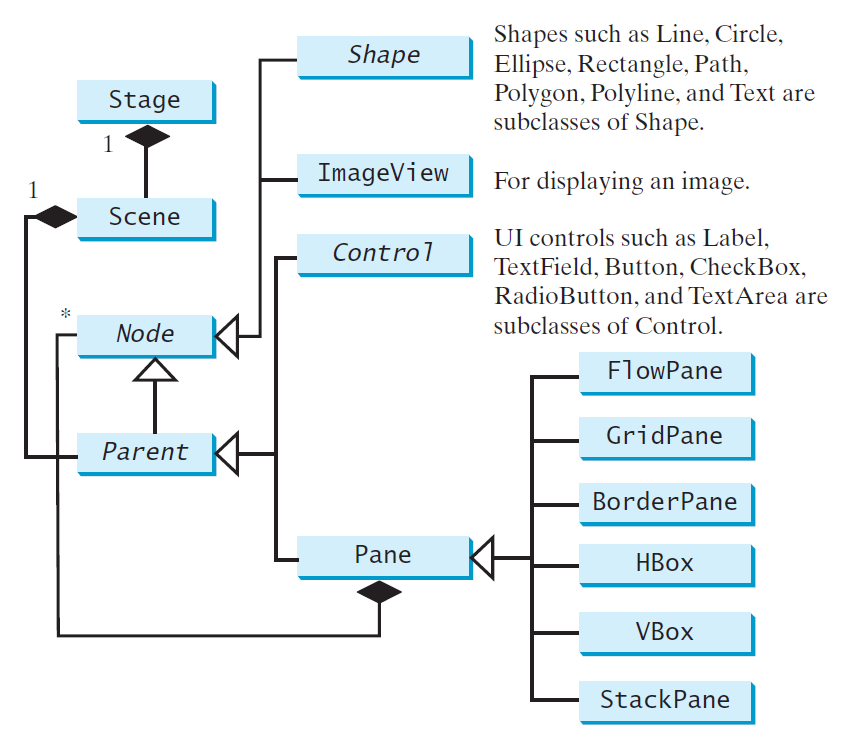 Shape
Shapes such as Line, Circle,
Ellipse, Rectangle, Path,
Polygon, Polyline, and Text are
subclasses of Shape.
Stage
1
ImageView
For displaying an image.
1
Scene
Control
UI controls such as Label,
TextField, Button, CheckBox,
RadioButton, and TextArea are
subclasses of Control.
*
Node
FlowPane
GridPane
Parent
BorderPane
Pane
HBox
VBox
StackPane